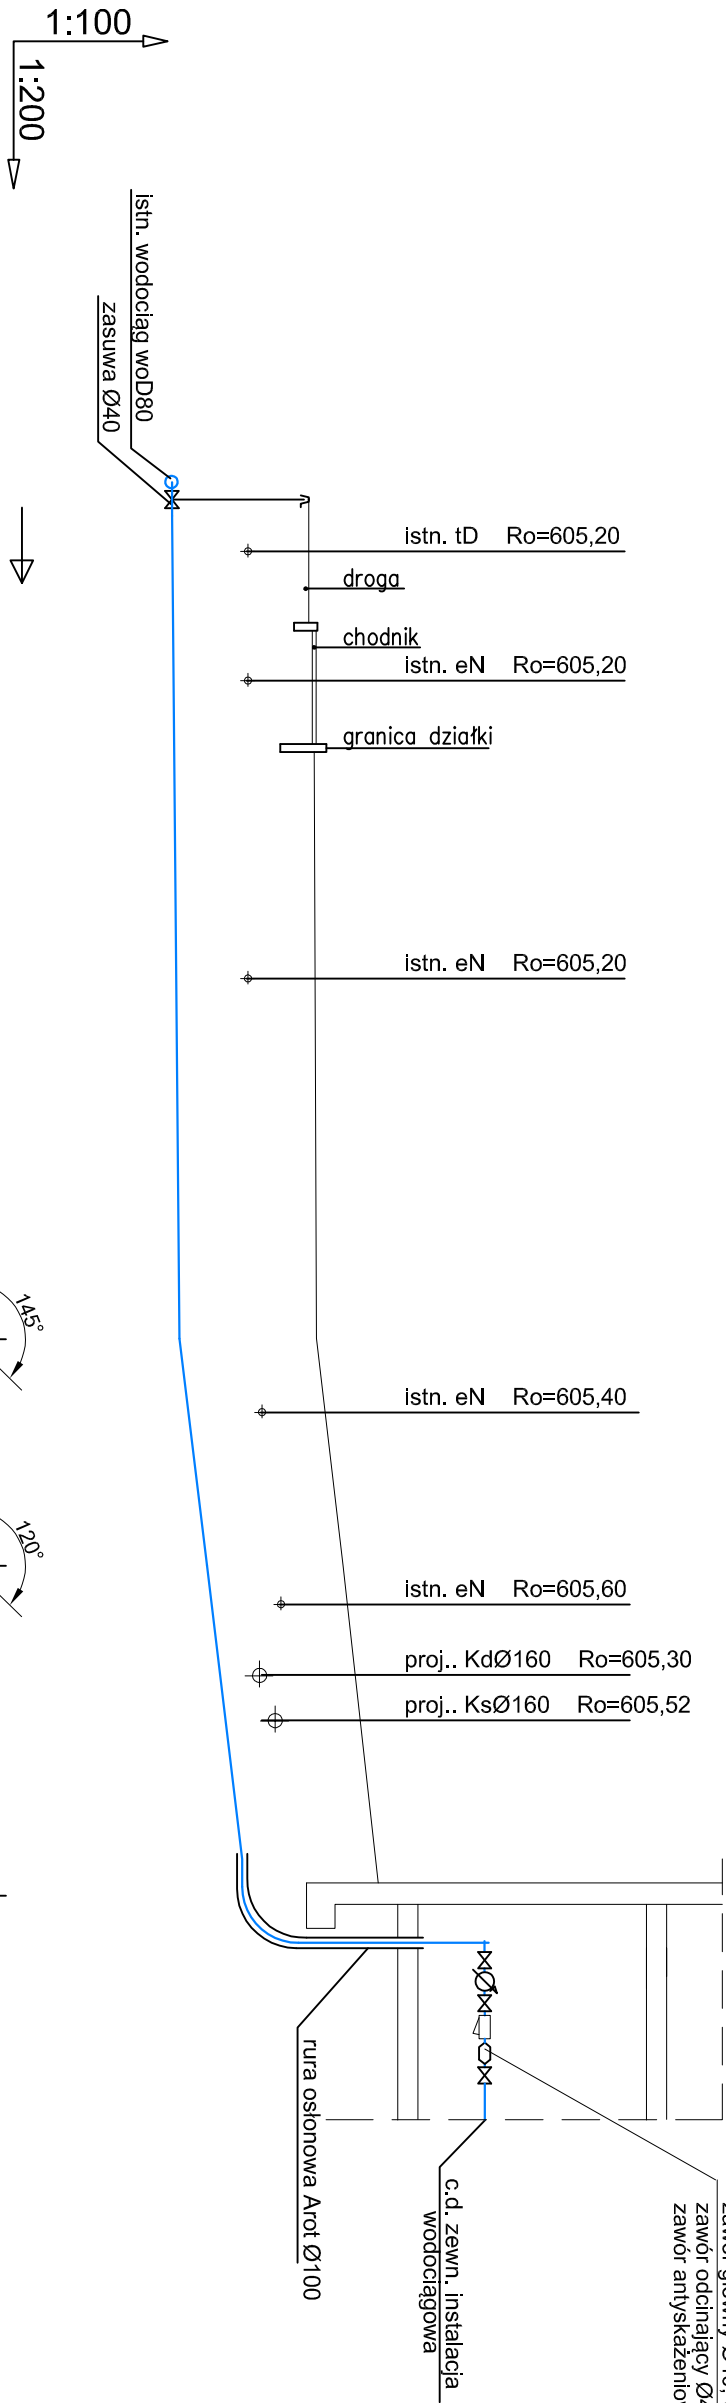 1:100
1:200
istn. wodociąg woD80
zasuwa Ø40
istn. tD Ro=605,20
droga
chodnik
istn. eN Ro=605,20
granica działki
istn. eN Ro=605,20
145°
istn. eN Ro=605,40
120°
istn. eN Ro=605,60
proj.. KdØ160 Ro=605,30
proj.. KsØ160 Ro=605,52
rura osłonowa Arot Ø100
c.d. zewn. instalacja
wodociągowa
zawór odcinający
zawór